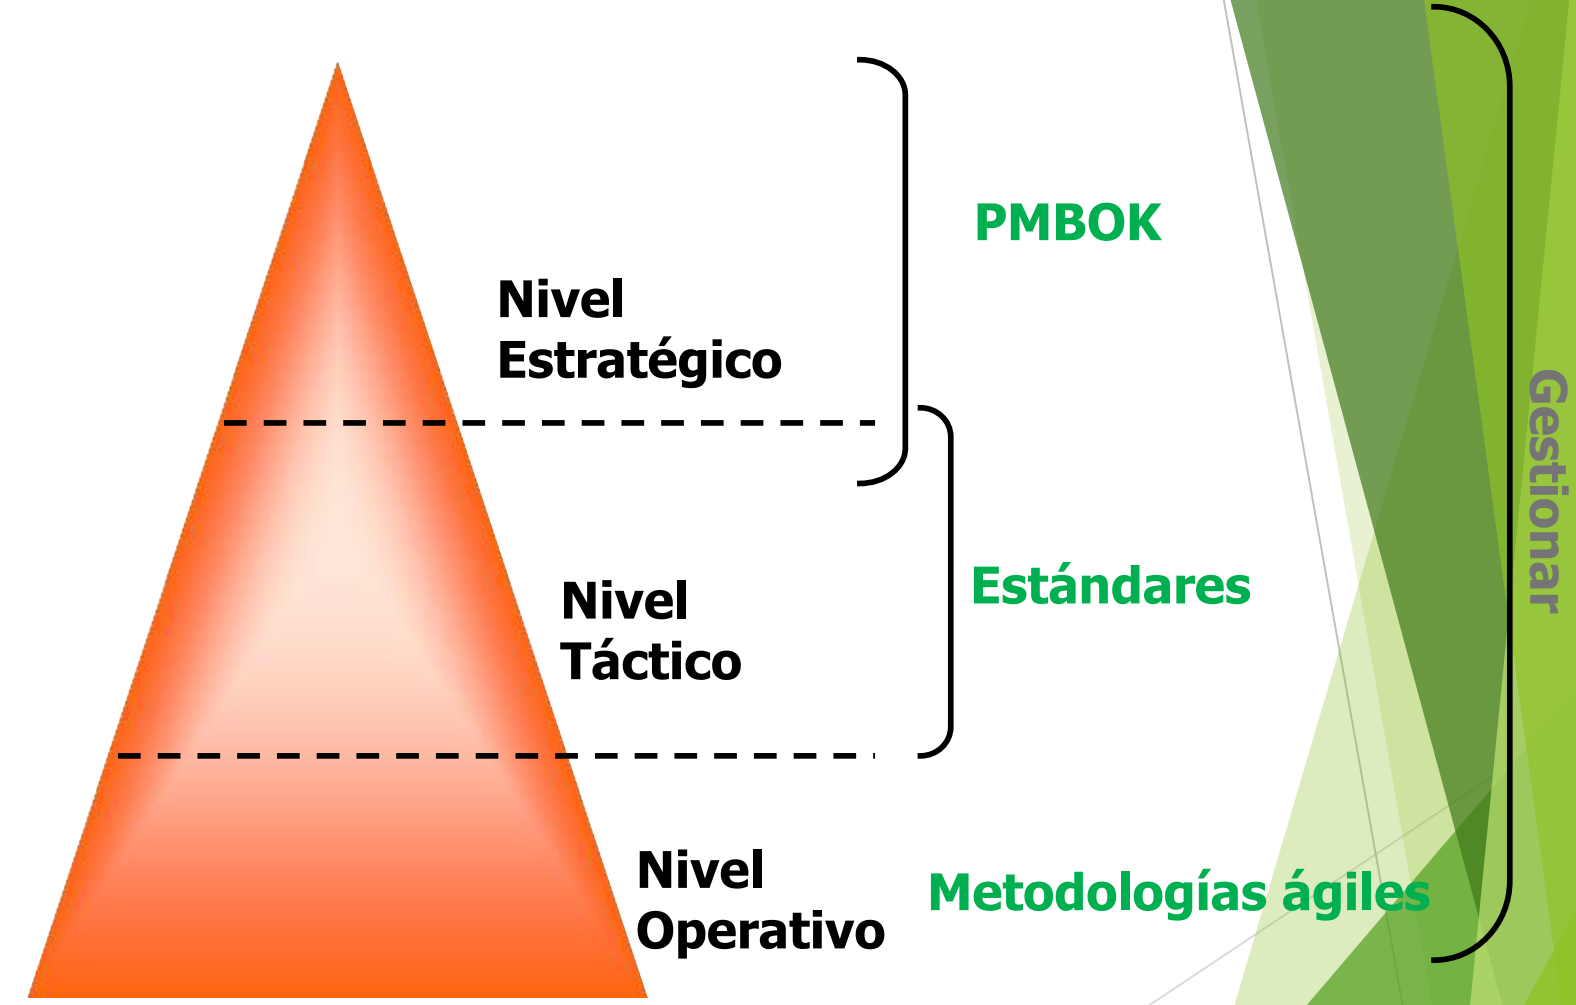 PMBOK
Nivel
Estratégico
Estándares
Nivel
Táctico
Nivel
Operativo
Metodologías ágiles
Gestionar